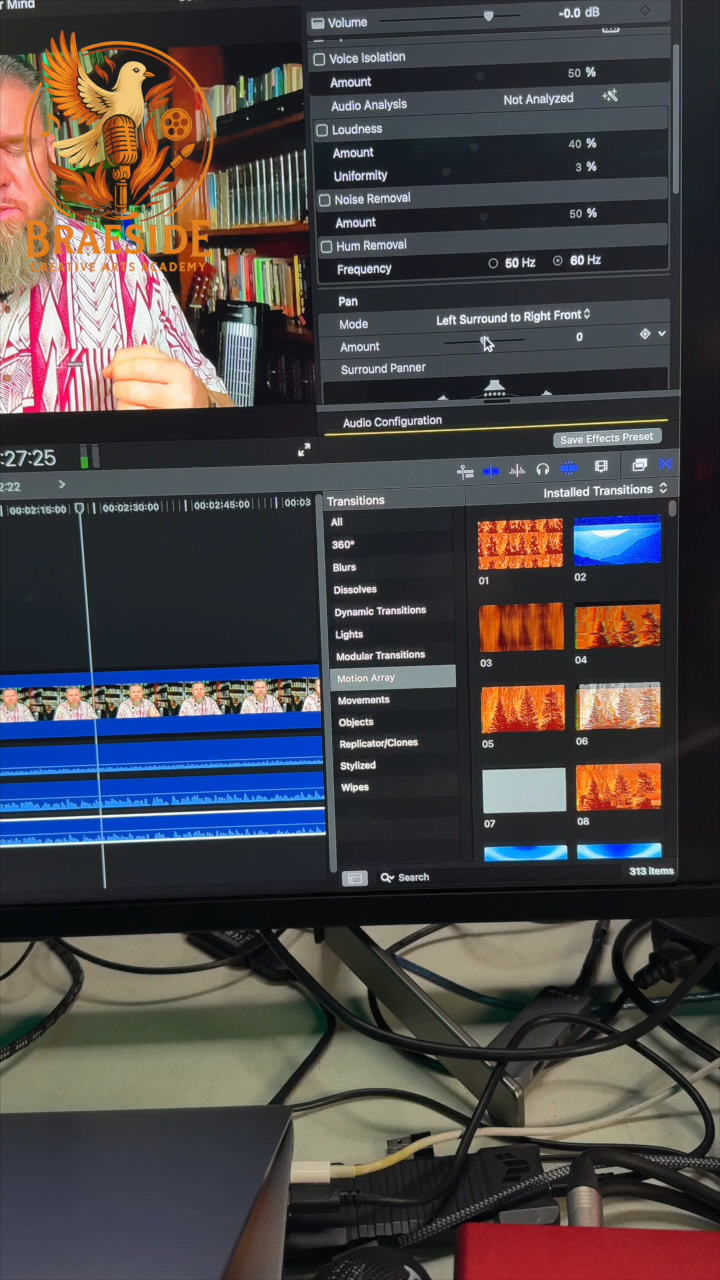 r Mind
Volume -0.0 dB
Voice Isolation
Amount 50 %
Audio Analysis Not Analyzed
Loudness
Amount 40 %
Uniformity 3 %
Noise Removal
Amount 50 %
Hum Removal
Frequency 50 Hz 60 Hz
Pan
Mode Left Surround to Right Front
Amount 0
Surround Panner
Audio Configuration
Save Effects Preset
BRAESIDE
CREATIVE ARTS ACADEMY
:27:25
2:22
00:02:15:00 00:02:30:00 00:02:45:00 00:03
Transitions Installed Transitions
All
360°
Blurs
Dissolves
Dynamic Transitions
Lights
Modular Transitions
Motion Array
Movements
Objects
Replicator/Clones
Stylized
Wipes
01 02
03 04
05 06
07 08
Search 313 items